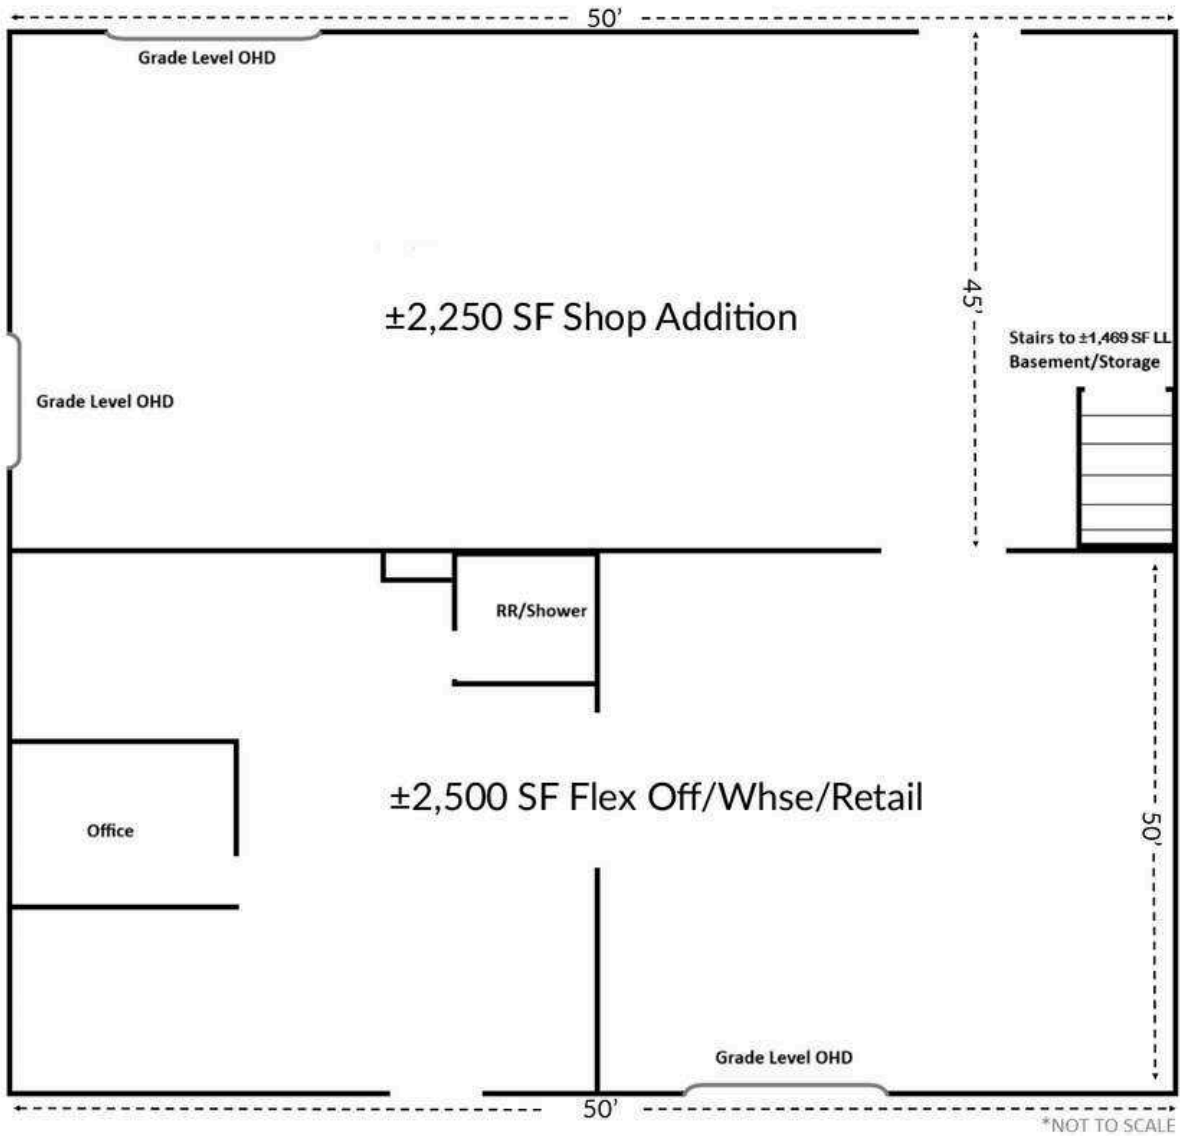 50’
Grade Level OHD
±2,250 SF Shop Addition
45’
Stairs to ±1,469 SF LL
Basement/Storage
Grade Level OHD
RR/Shower
±2,500 SF Flex Off/Whse/Retail
Office
50’
Grade Level OHD
50’
*NOT TO SCALE